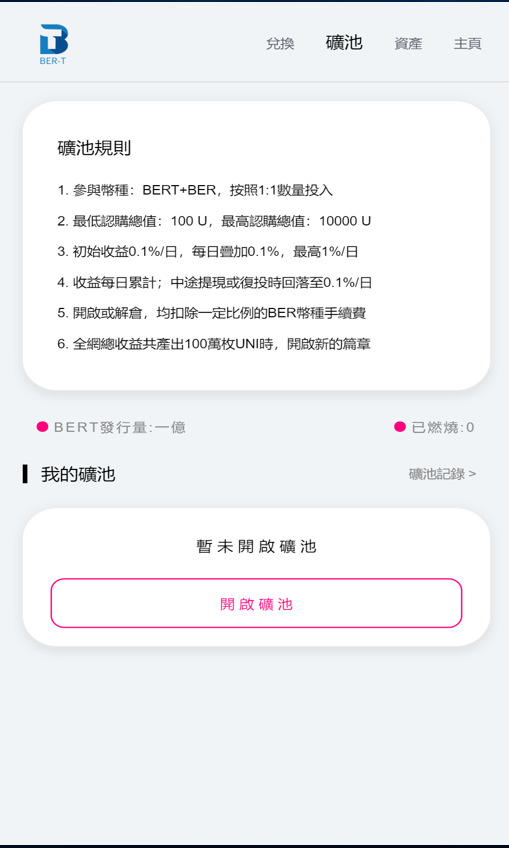 BER-T
兌換 礦池 資產 主頁
礦池規則
1. 參與幣種：BERT+BER，按照1:1數量投入
2. 最低認購總值：100 U，最高認購總值：10000 U
3. 初始收益0.1%/日，每日疊加0.1%，最高1%/日
4. 收益每日累計；中途提現或復投時回落至0.1%/日
5. 開啟或解倉，均扣除一定比例的BER幣種手續費
6. 全網總收益共產出100萬枚UNI時，開啟新的篇章
BERT發行量:一億 已燃燒:0
我的礦池 礦池記錄 >
暫未開啟礦池
開啟礦池